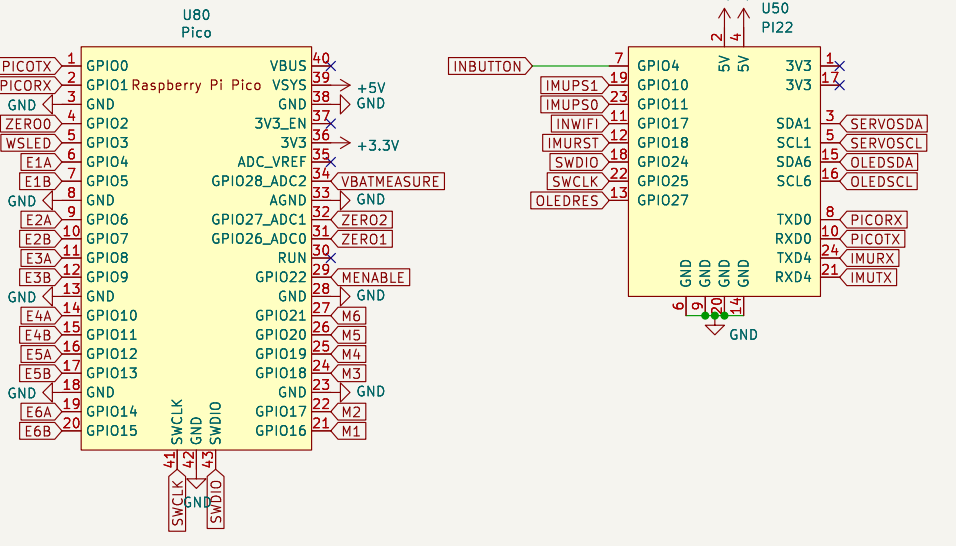 U80
Pico
PICOTX 1 GPIO0 VBUS 40
PICORX 2 GPIO1 Raspberry Pi Pico VSYS 39 +5V
GND 3 GND GND 38 GND
ZERO0 4 GPIO2 3V3_EN 37
WSLED 5 GPIO3 3V3 36 +3.3V
E1A 6 GPIO4 ADC_VREF 35
E1B 7 GPIO5 GPIO28_ADC2 34 VBATMEASURE
GND 8 GND AGND 33 GND
E2A 9 GPIO6 GPIO27_ADC1 32 ZERO2
E2B 10 GPIO7 GPIO26_ADC0 31 ZERO1
E3A 11 GPIO8 RUN 30
E3B 12 GPIO9 GPIO22 29 MENABLE
GND 13 GND GND 28 GND
E4A 14 GPIO10 GPIO21 27 M6
E4B 15 GPIO11 GPIO20 26 M5
E5A 16 GPIO12 GPIO19 25 M4
E5B 17 GPIO13 GPIO18 24 M3
GND 18 GND GND 23 GND
E6A 19 GPIO14 GPIO17 22 M2
E6B 20 GPIO15 GPIO16 21 M1
SWCLK GND SWDIO
41 42 43
SWCLK GND SWDIO
U50
PI22
2 4
5V 5V
INBUTTON 7 GPIO4 3V3 1
IMUPS1 19 GPIO10 3V3 17
IMUPS0 23 GPIO11
INWIFI 11 GPIO17 SDA1 3 SERVOSDA
IMURST 12 GPIO18 SCL1 5 SERVOSCL
SWDIO 18 GPIO24 SDA6 15 OLEDSDA
SWCLK 22 GPIO25 SCL6 16 OLEDSCL
OLEDRES 13 GPIO27
TXD0 8 PICORX
RXD0 10 PICOTX
TXD4 24 IMURX
RXD4 21 IMUTX
GND GND GND GND
6 9 20 14
GND